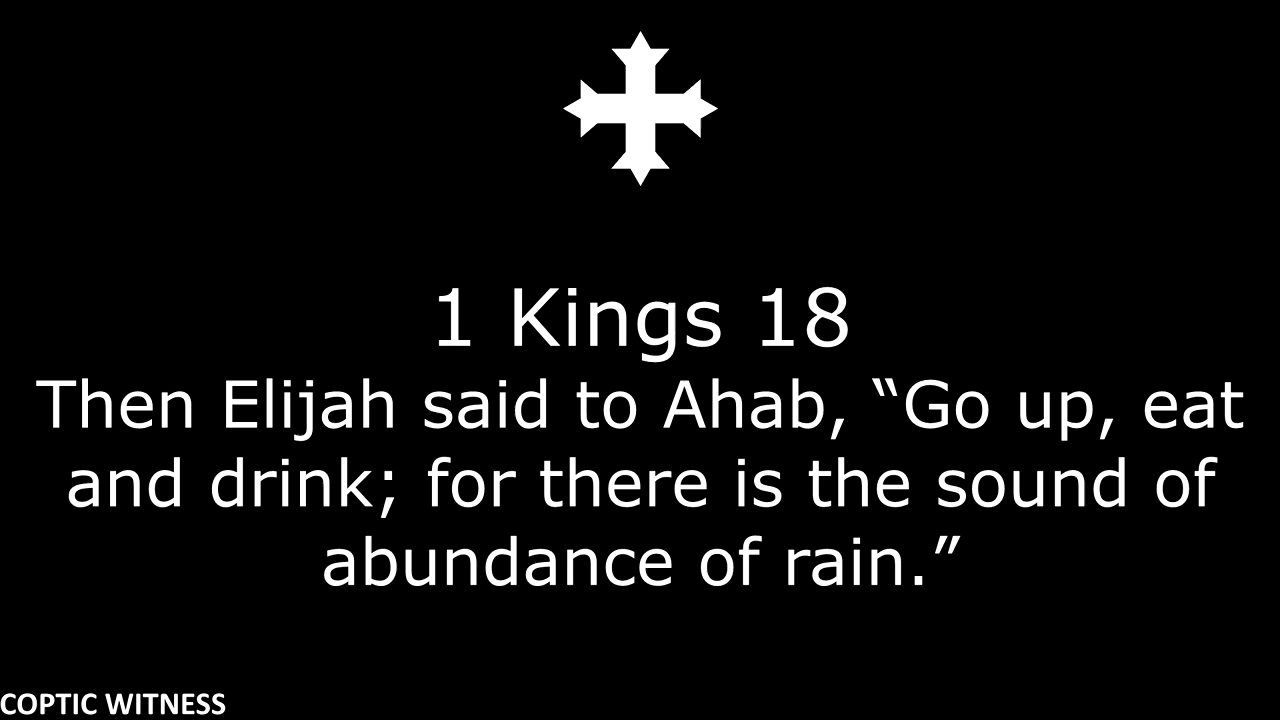 1 Kings 18
Then Elijah said to Ahab, “Go up, eat
and drink; for there is the sound of
abundance of rain.”
COPTIC WITNESS